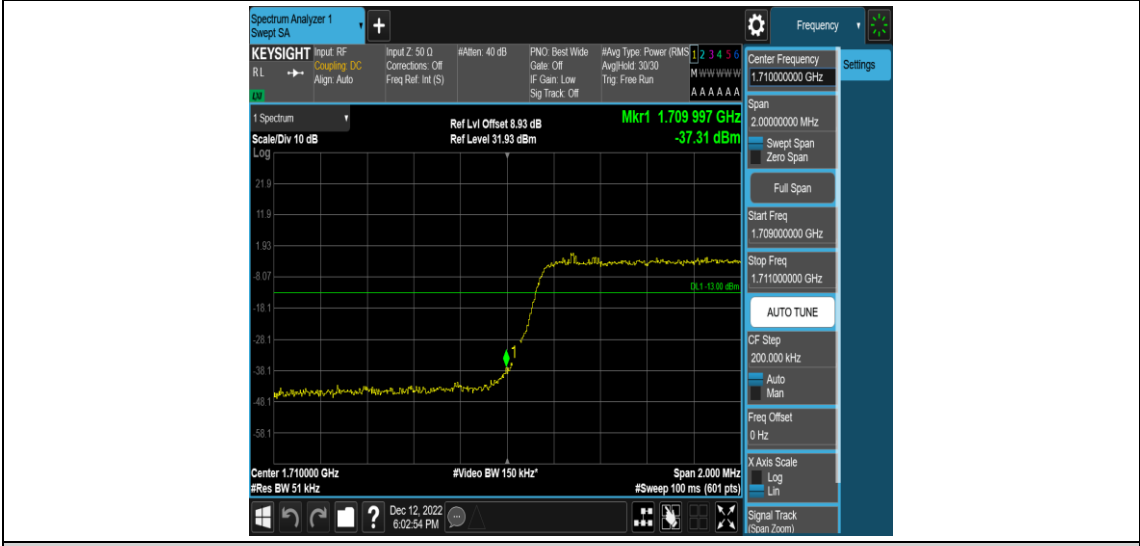 Spectrum Analyzer 1
Swept SA
+
Frequency
KEYSIGHT
RL
Input: RF
Coupling: DC
Align: Auto
Input Z: 50 Ω
Corrections: Off
Freq Ref: Int (S)
#Atten: 40 dB
PNO: Best Wide
Gate: Off
IF Gain: Low
Sig Track: Off
#Avg Type: Power (RMS
Avg|Hold: 30/30
Trig: Free Run
1 2 3 4 5 6
M W W W W W
A A A A A A
1 Spectrum
Scale/Div 10 dB
Log
Ref Lvl Offset 8.93 dB
Ref Level 31.93 dBm
Mkr1 1.709 997 GHz
-37.31 dBm
21.9
11.9
1.93
-8.07
-18.1
-28.1
-38.1
-48.1
-58.1
DL1 -13.00 dBm
1
Center 1.710000 GHz
#Res BW 51 kHz
#Video BW 150 kHz*
Span 2.000 MHz
#Sweep 100 ms (601 pts)
Center Frequency
1.710000000 GHz
Settings
Span
2.00000000 MHz
Swept Span
Zero Span
Full Span
Start Freq
1.709000000 GHz
Stop Freq
1.711000000 GHz
AUTO TUNE
CF Step
200.000 kHz
Auto
Man
Freq Offset
0 Hz
X Axis Scale
Log
Lin
Signal Track
(Span Zoom)
?
Dec 12, 2022
6:02:54 PM